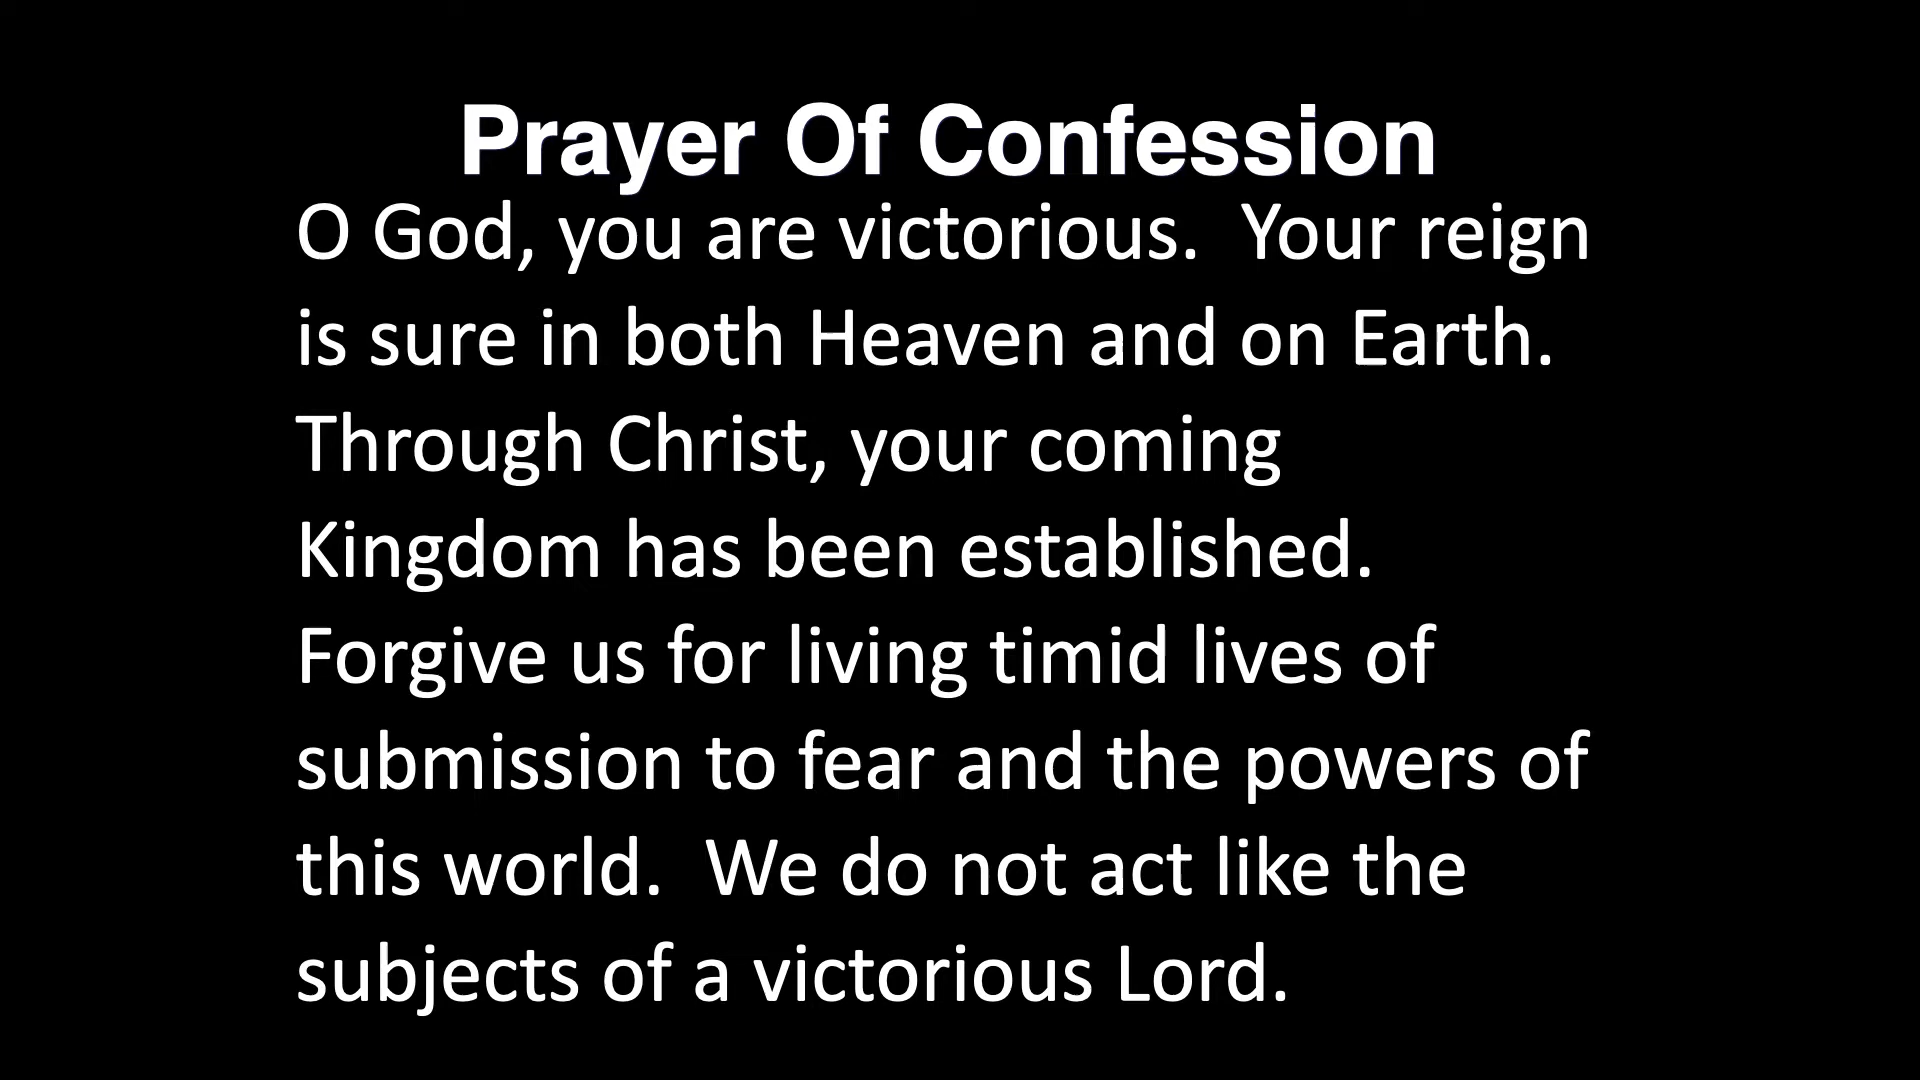 Prayer Of Confession
O God, you are victorious.  Your reign
is sure in both Heaven and on Earth.
Through Christ, your coming
Kingdom has been established.
Forgive us for living timid lives of
submission to fear and the powers of
this world.  We do not act like the
subjects of a victorious Lord.